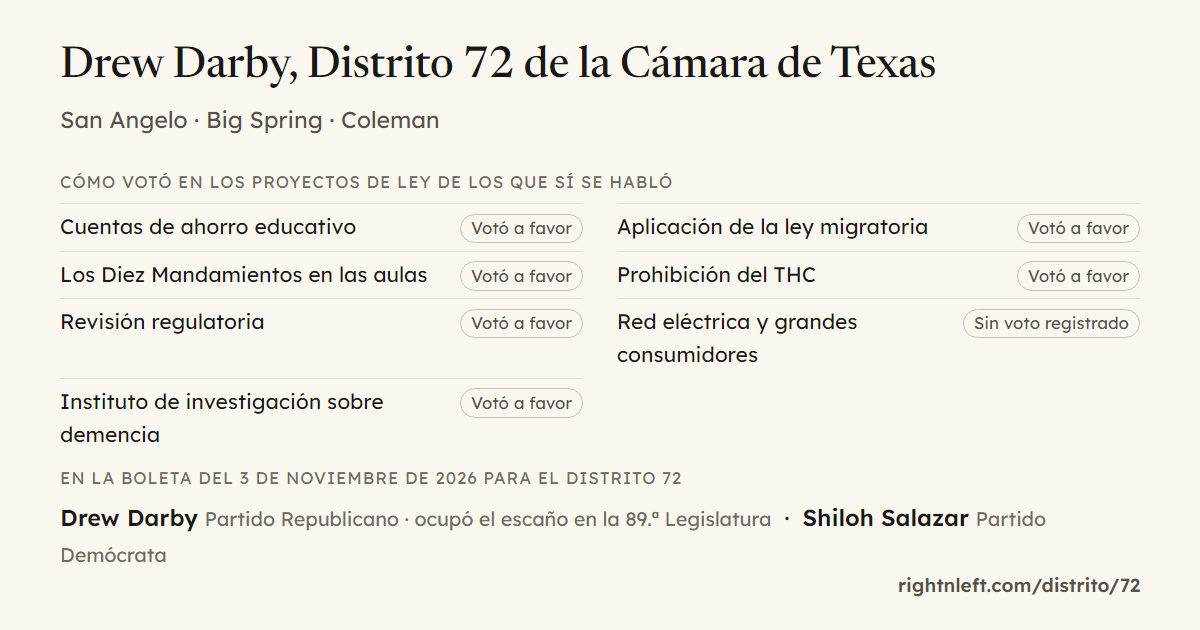 Drew Darby, Distrito 72 de la Cámara de Texas
San Angelo · Big Spring · Coleman
CÓMO VOTÓ EN LOS PROYECTOS DE LEY DE LOS QUE SÍ SE HABLÓ
Cuentas de ahorro educativo Votó a favor
Aplicación de la ley migratoria Votó a favor
Los Diez Mandamientos en las aulas Votó a favor
Prohibición del THC Votó a favor
Revisión regulatoria Votó a favor
Red eléctrica y grandes Sin voto registrado
consumidores
Instituto de investigación sobre Votó a favor
demencia
EN LA BOLETA DEL 3 DE NOVIEMBRE DE 2026 PARA EL DISTRITO 72
Drew Darby Partido Republicano · ocupó el escaño en la 89.ª Legislatura · Shiloh Salazar Partido
Demócrata
rightnleft.com/distrito/72